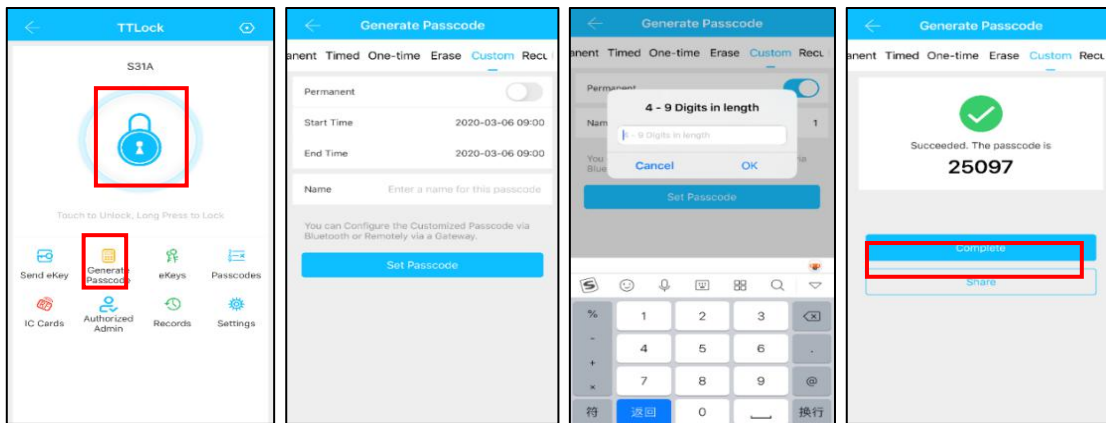 TTLock
S31A
Touch to Unlock, Long Press to Lock
Send eKey
Generate
Passcode
eKeys
Passcodes
IC Cards
Authorized
Admin
Records
Settings
Generate Passcode
anent Timed One-time Erase Custom Recu
Permanent
Start Time 2020-03-06 09:00
End Time 2020-03-06 09:00
Name Enter a name for this passcode
You can Configure the Customized Passcode via
Bluetooth or Remotely via a Gateway.
Set Passcode
Generate Passcode
anent Timed One-time Erase Custom Recu
Permanent
4 - 9 Digits in length
Nam 1
4 - 9 Digits in length
You via
Blue
Cancel OK
Set Passcode
% 1 2 3
- 4 5 6 .
+
× 7 8 9 @
符 返回 0 换行
Generate Passcode
anent Timed One-time Erase Custom Recu
Succeeded. The passcode is
25097
Complete
Share